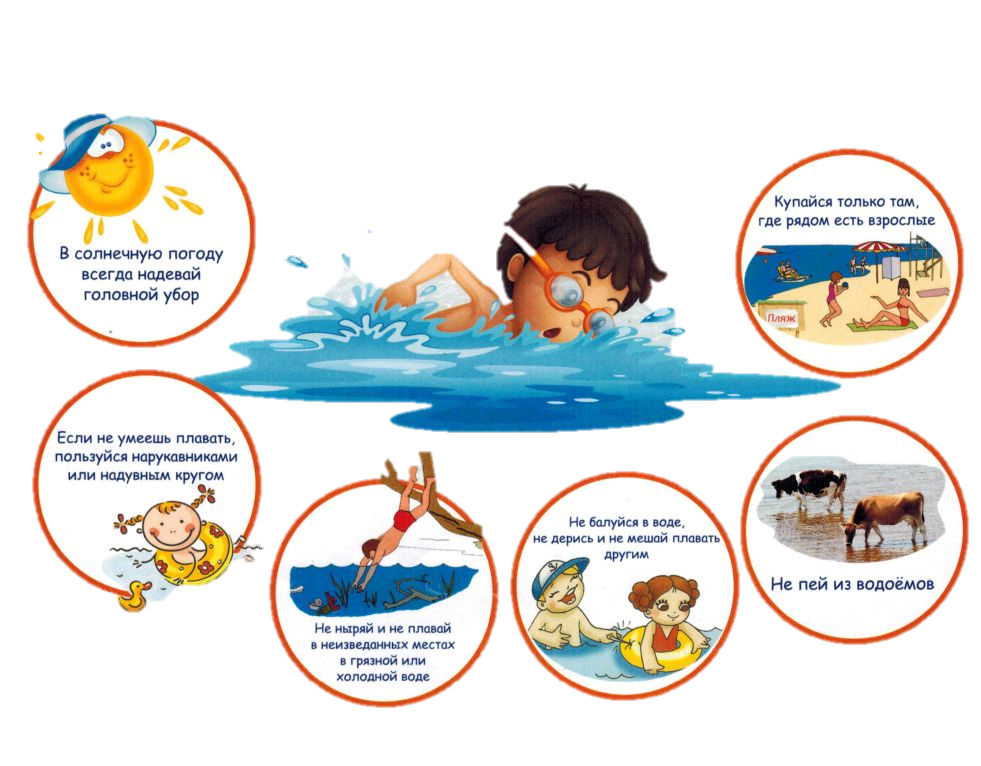 В солнечную погоду
всегда надевай
головной убор
Купайся только там,
где рядом есть взрослые
Пляж
Если не умеешь плавать,
пользуйся нарукавниками
или надувным кругом
Не ныряй и не плавай
в неизведанных местах
в грязной или
холодной воде
Не балуйся в воде,
не дерись и не мешай плавать
другим
Не пей из водоёмов